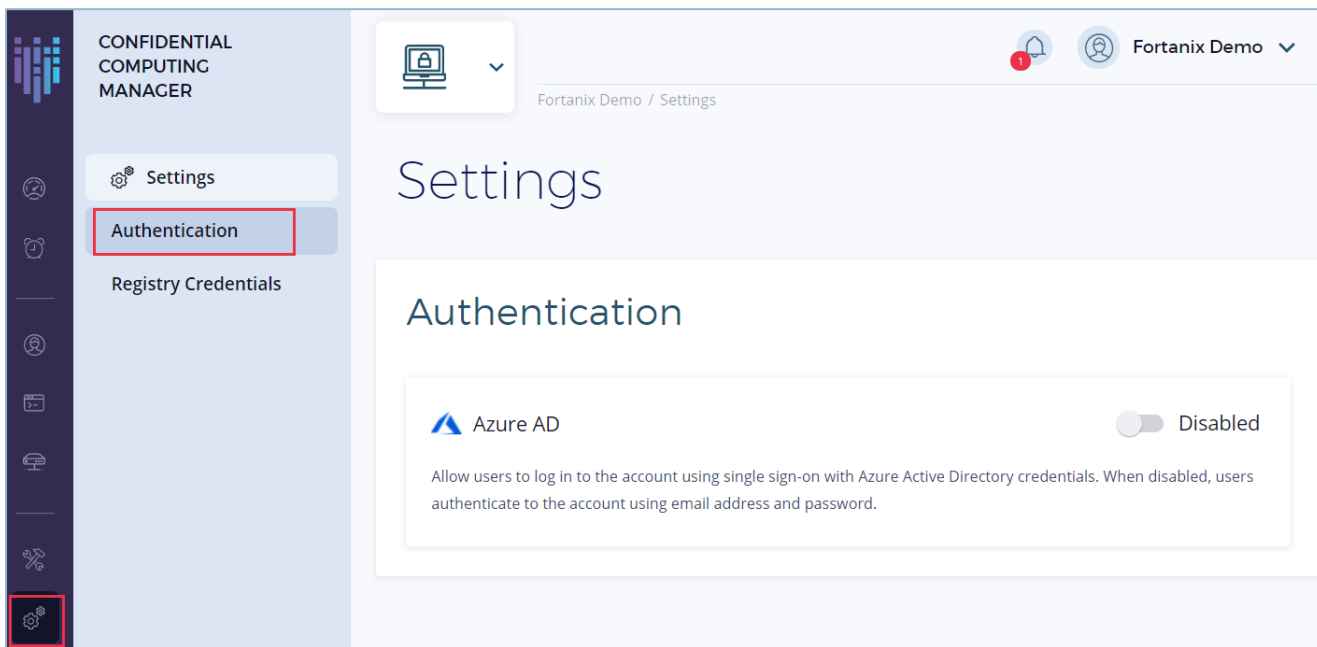 CONFIDENTIAL
COMPUTING
MANAGER
Settings
Authentication
Registry Credentials
1
Fortanix Demo
Fortanix Demo / Settings
Settings
Authentication
Azure AD
Disabled
Allow users to log in to the account using single sign-on with Azure Active Directory credentials. When disabled, users
authenticate to the account using email address and password.